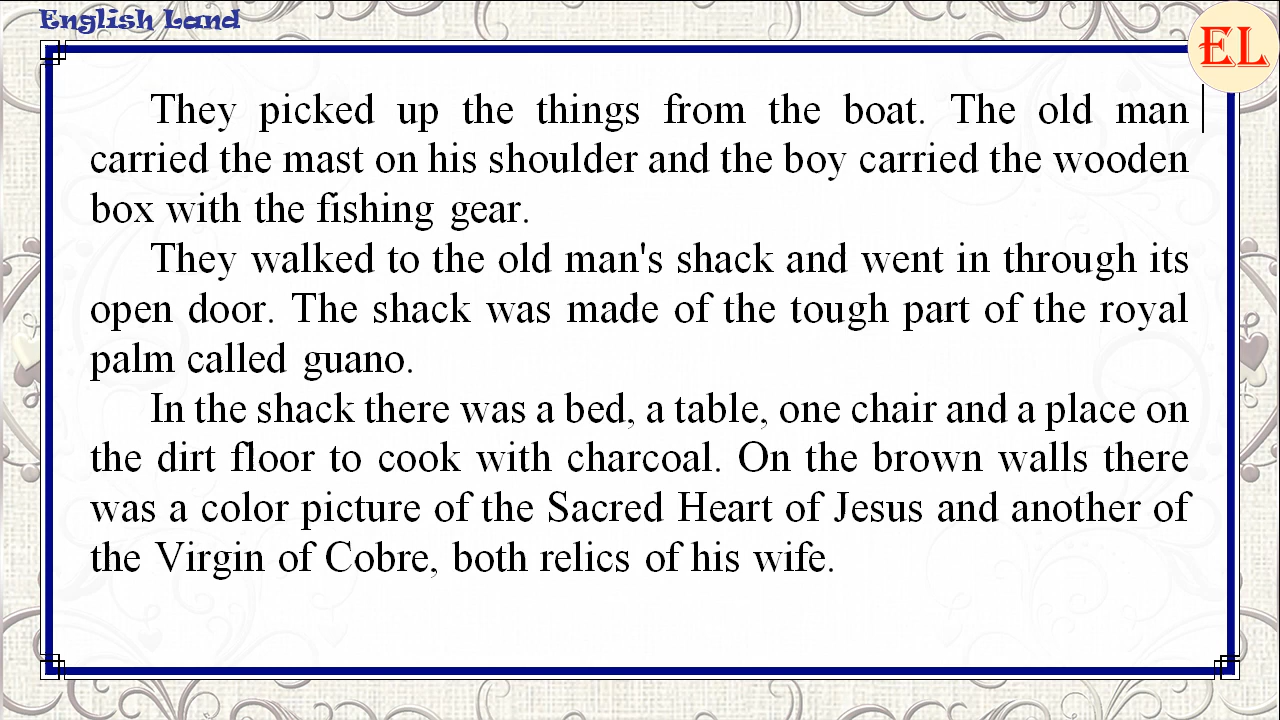 English Land
EL
They picked up the things from the boat. The old man
carried the mast on his shoulder and the boy carried the wooden
box with the fishing gear.
They walked to the old man's shack and went in through its
open door. The shack was made of the tough part of the royal
palm called guano.
In the shack there was a bed, a table, one chair and a place on
the dirt floor to cook with charcoal. On the brown walls there
was a color picture of the Sacred Heart of Jesus and another of
the Virgin of Cobre, both relics of his wife.